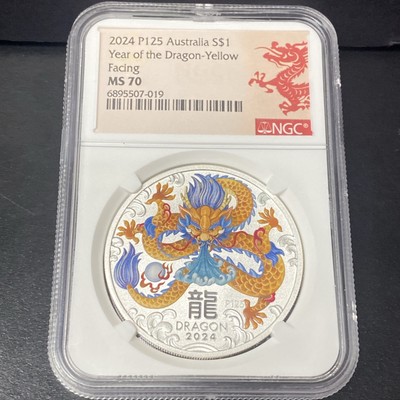 2024 P125 Australia S$1
Year of the Dragon-Yellow
Facing
MS 70
6895507-019
NGC
P125
龍
DRAGON
2024